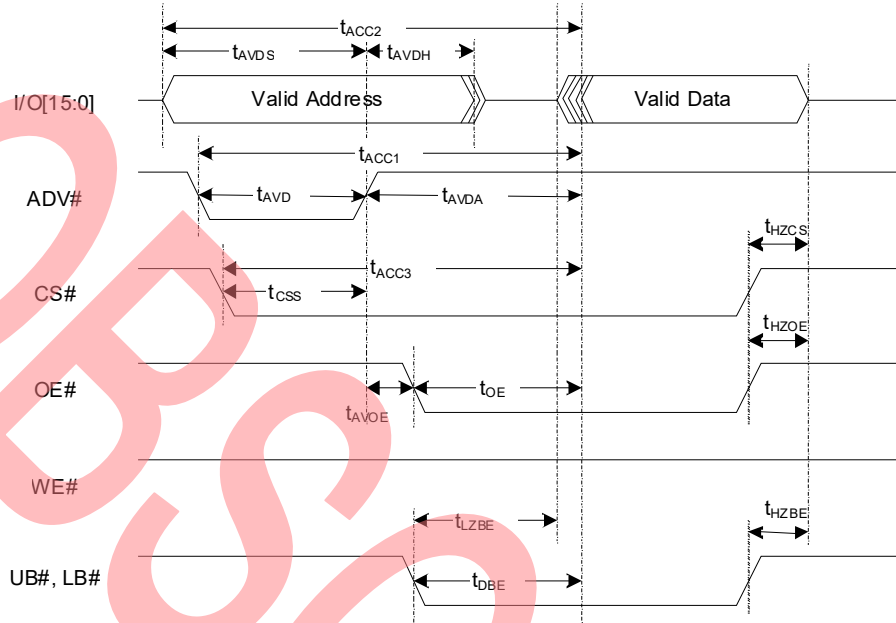 tACC2
tAVDS
tAVDH
I/O[15:0]
Valid Address
Valid Data
tACC1
ADV#
tAVD
tAVDA
tHZCS
tACC3
CS#
tCSS
tHZOE
OE#
tOE
tAVOE
WE#
tHZBE
tLZBE
UB#, LB#
tDBE